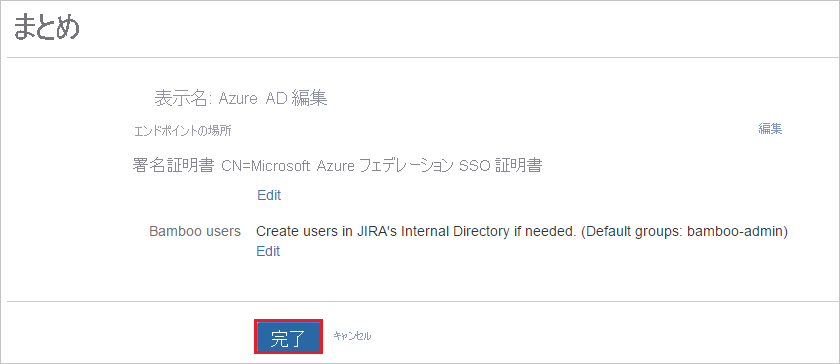 まとめ
表示名: Azure AD 編集
エンドポイントの場所 編集
署名証明書 CN=Microsoft Azure フェデレーション SSO 証明書
Edit
Bamboo users Create users in JIRA's Internal Directory if needed. (Default groups: bamboo-admin)
Edit
完了 キャンセル